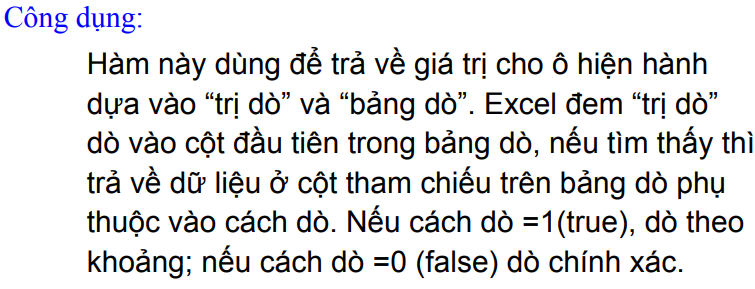 Công dụng:
Hàm này dùng để trả về giá trị cho ô hiện hành
dựa vào “trị dò” và “bảng dò”. Excel đem “trị dò”
dò vào cột đầu tiên trong bảng dò, nếu tìm thấy thì
trả về dữ liệu ở cột tham chiếu trên bảng dò phụ
thuộc vào cách dò. Nếu cách dò =1(true), dò theo
khoảng; nếu cách dò =0 (false) dò chính xác.